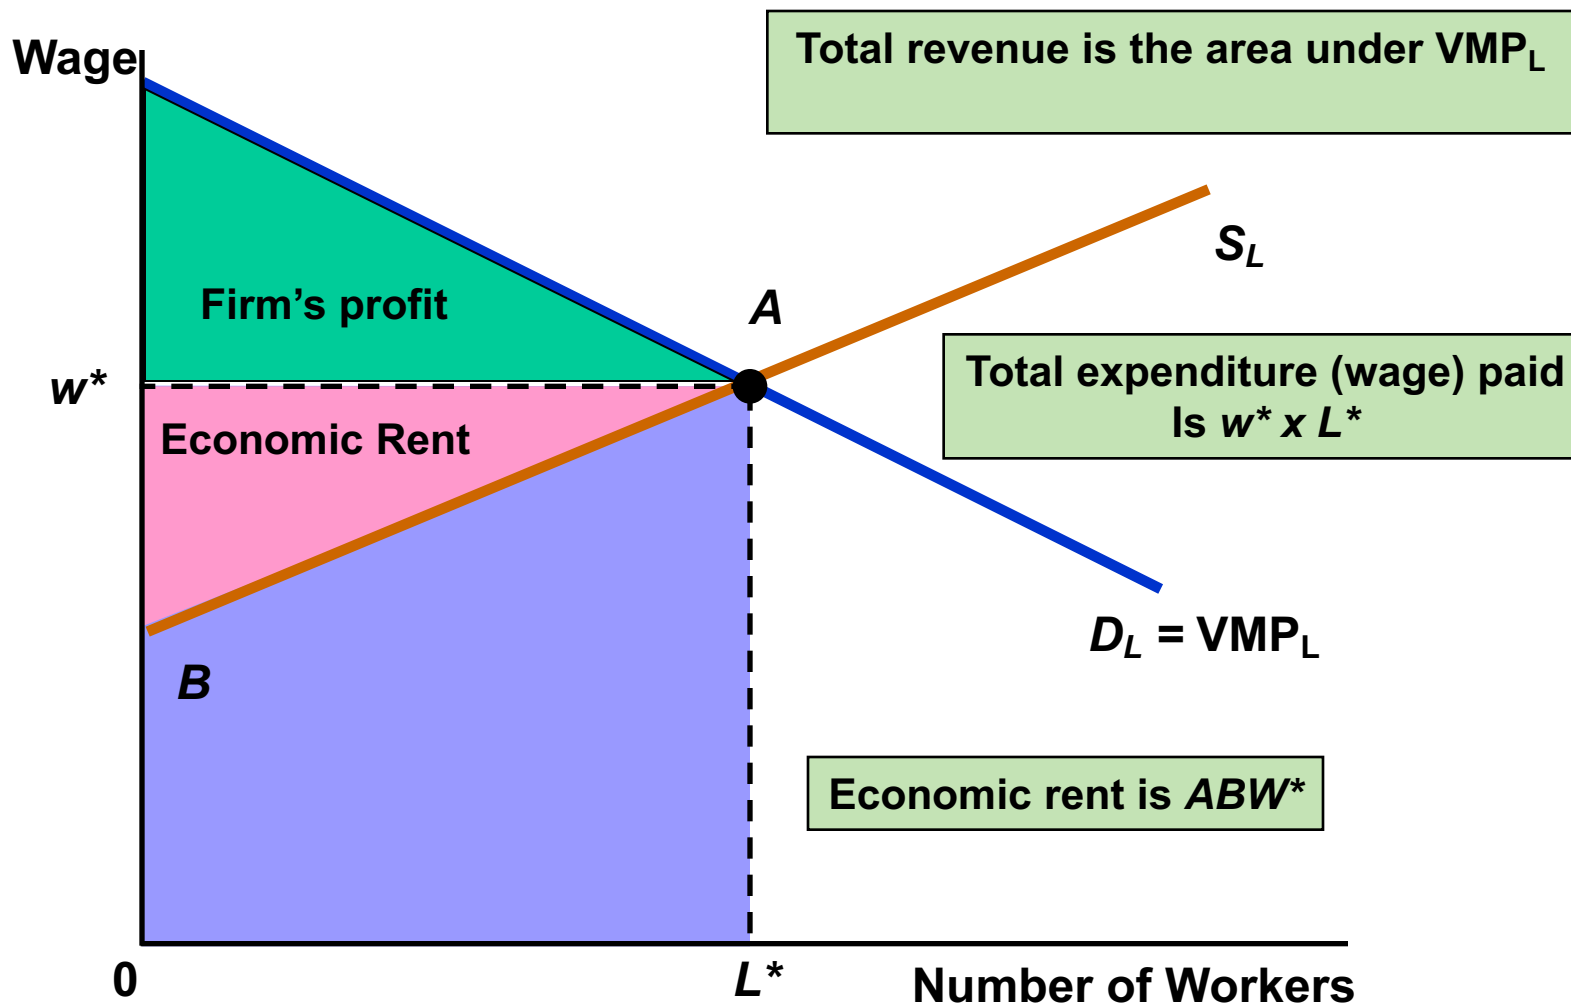 Total revenue is the area under VMPL
Wage
SL
Firm’s profit
A
Total expenditure (wage) paid
Is w* x L*
w*
Economic Rent
DL = VMPL
B
Economic rent is ABW*
0
L*
Number of Workers